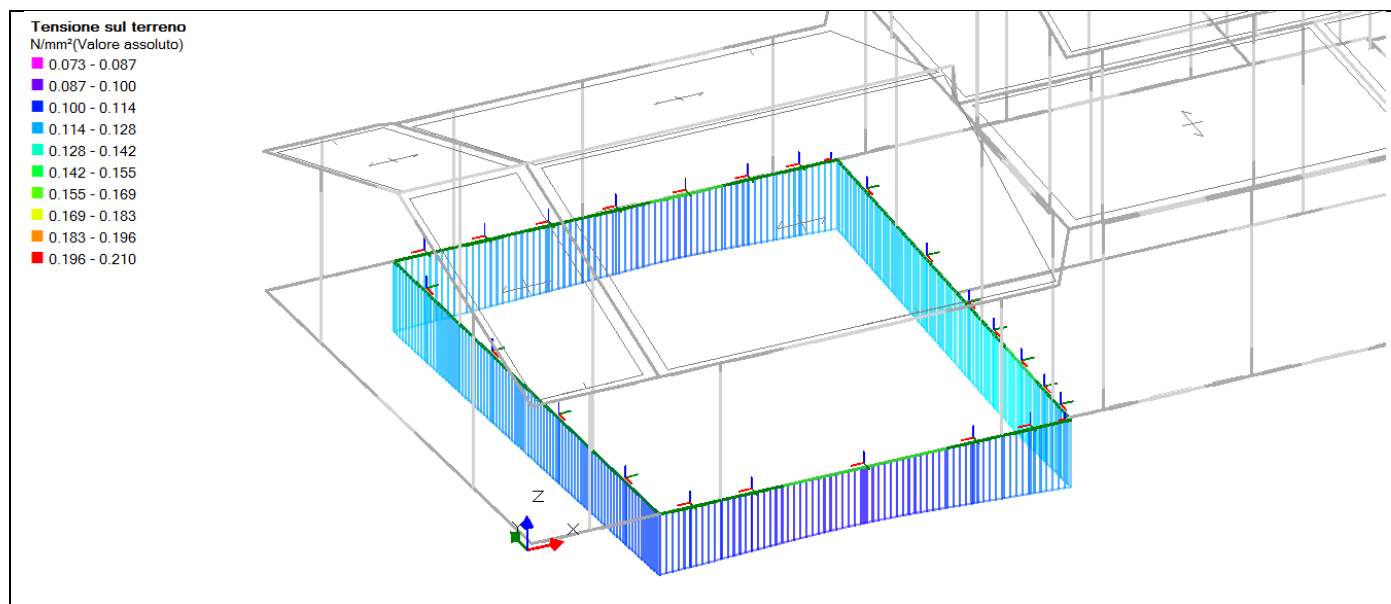 Tensione sul terreno
N/mm²(Valore assoluto)
0.073 - 0.087
0.087 - 0.100
0.100 - 0.114
0.114 - 0.128
0.128 - 0.142
0.142 - 0.155
0.155 - 0.169
0.169 - 0.183
0.183 - 0.196
0.196 - 0.210
Z
Y
X